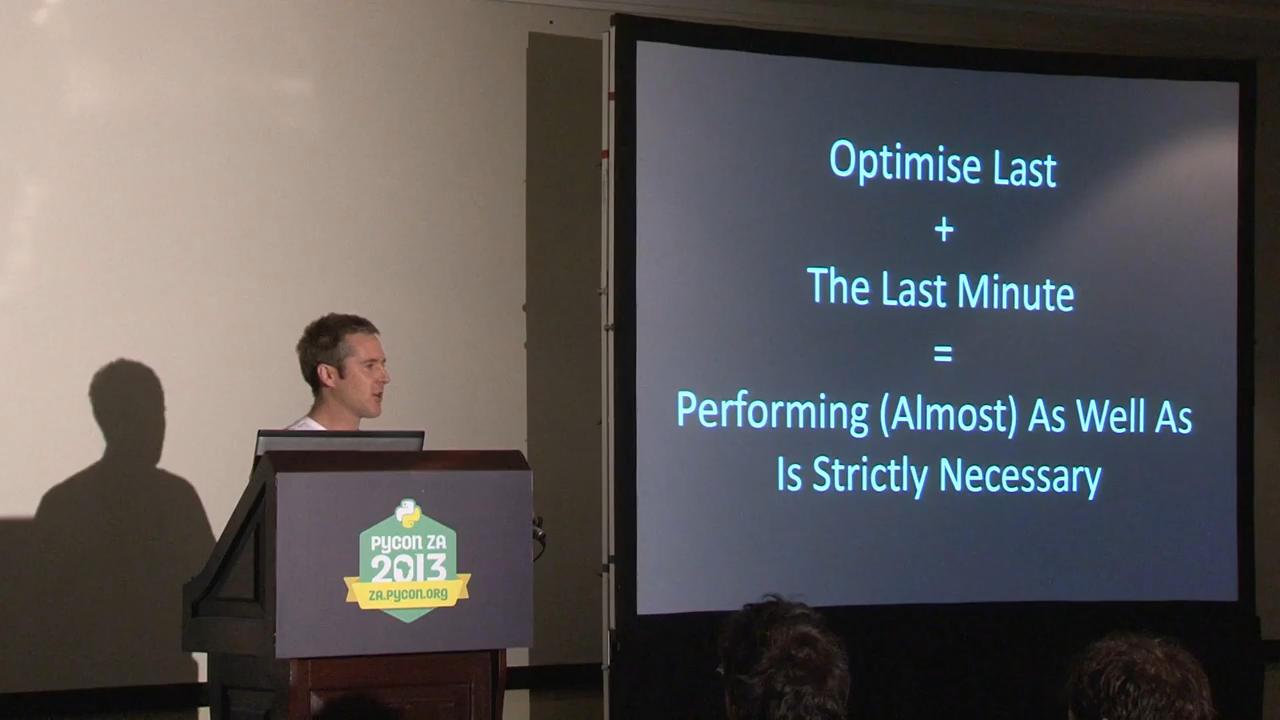 Optimise Last
+
The Last Minute
=
Performing (Almost) As Well As
Is Strictly Necessary
PYCON ZA
2013
ZA.PYCON.ORG